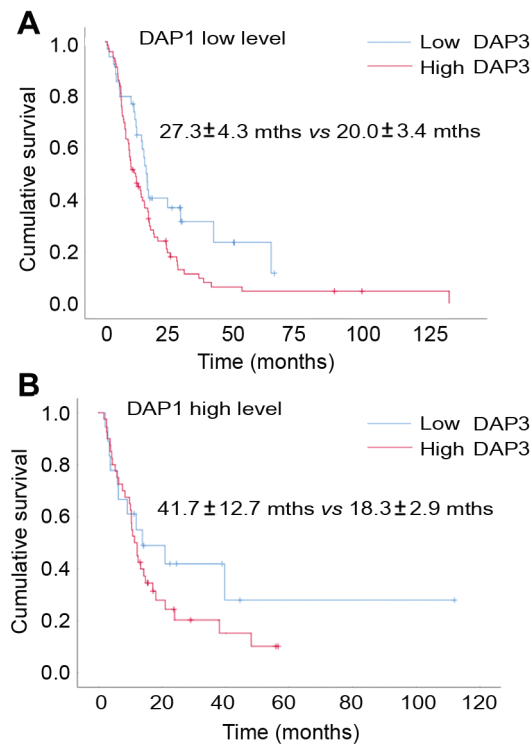 A
DAP1 low level
Low DAP3
High DAP3
27.3±4.3 mths vs 20.0±3.4 mths
Cumulative survival
1.0
0.8
0.6
0.4
0.2
0.0
0 25 50 75 100 125
Time (months)
B
DAP1 high level
Low DAP3
High DAP3
41.7±12.7 mths vs 18.3±2.9 mths
Cumulative survival
1.0
0.8
0.6
0.4
0.2
0.0
0 20 40 60 80 100 120
Time (months)